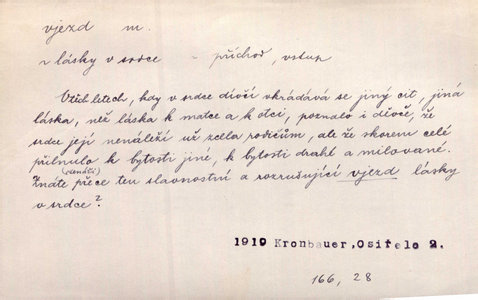 vjezd m.
v lásky v srdce - příchod, vstup
V těch letech, kdy v srdce dívčí vkrádává se jiný cit, jiná
láska, než láska k matce a k otci, poznalo i děvče, že
srdce její nenáleží už zcela rodičům, ale že skorem celé
přilnulo k bytosti jiné, k bytosti drahé a milované.
Znáte přece ten slavnostní a rozrušující vjezd lásky
v srdce?
1919 Kronbauer, Osiřelo 2.
166, 28